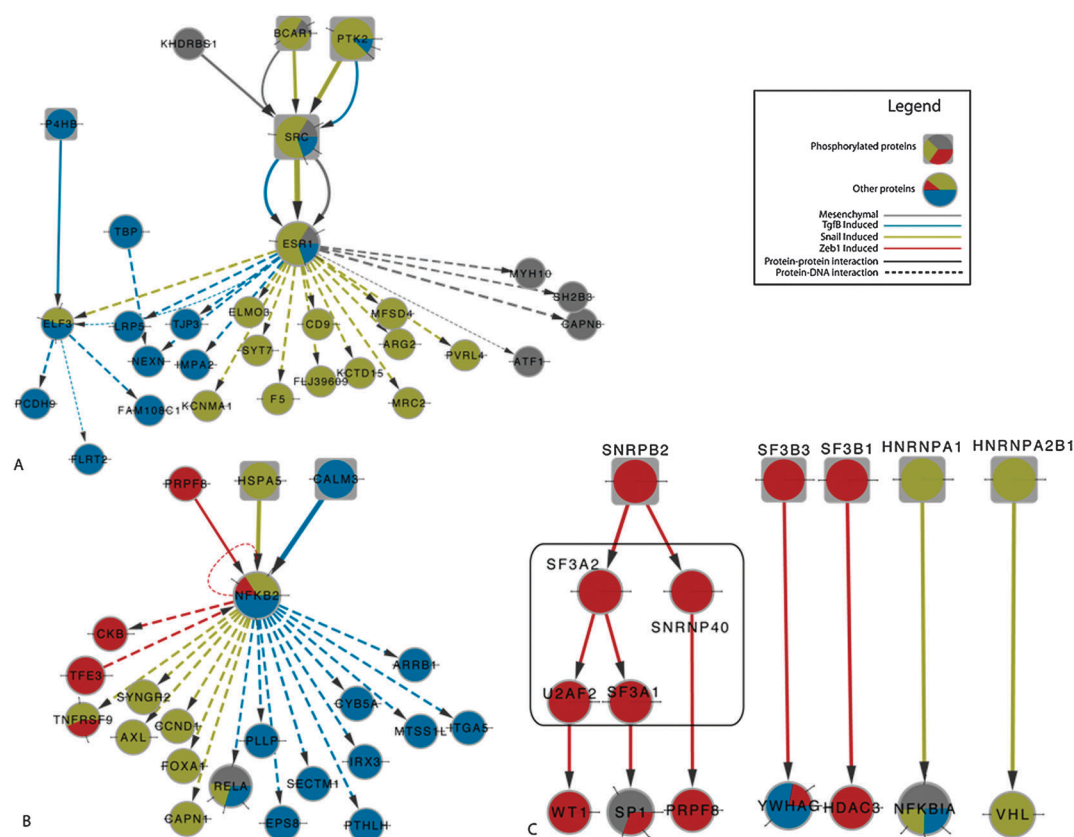 KHDRBS1
BCAR1
PTK2
P4HB
SRC
TBP
ESR1
MYH10
SH2B3
CAPN8
ELF3
LRP5
TJP3
ELMO3
CD9
MFSD4
ARG2
PVRL4
ATF1
NEXN
IMPA2
SYT7
FLJ39609
KCTD15
PCDH9
FAM108C1
KCNMA1
F5
MRC2
FLRT2
A
Legend
Phosphorylated proteins
Other proteins
Mesenchymal
TgfB Induced
Snail Induced
Zeb1 Induced
Protein-protein interaction
Protein-DNA interaction
PRPF8
HSPA5
CALM3
NFKB2
CKB
TFE3
TNFRSF9
SYNGR2
AXL
CCND1
FOXA1
CAPN1
RELA
PLLP
EPS8
SECTM1
PTHLH
IRX3
CYB5A
MTSS1L
ITGA5
ARRB1
B
SNRPB2
SF3B3
SF3B1
HNRNPA1
HNRNPA2B1
SF3A2
SNRNP40
U2AF2
SF3A1
WT1
SP1
PRPF8
YWHAG
HDAC3
NFKBIA
VHL
C